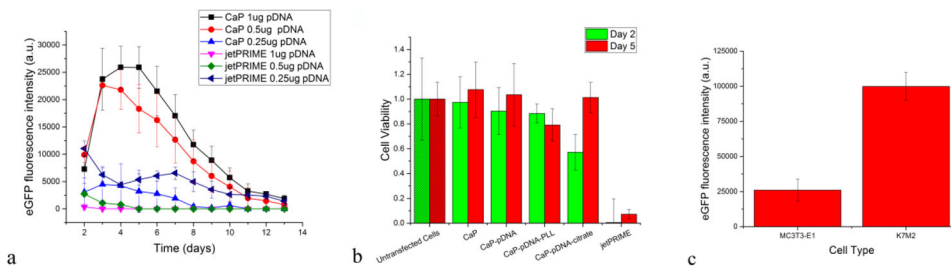 CaP 1ug pDNA
CaP 0.5ug pDNA
CaP 0.25ug pDNA
jetPRIME 1ug pDNA
jetPRIME 0.5ug pDNA
jetPRIME 0.25ug pDNA
eGFP fluorescence intensity (a.u.)
30000
25000
20000
15000
10000
5000
0
2
4
6
8
10
12
14
Time (days)
a
Day 2
Day 5
Cell Viability
1.4
1.2
1.0
0.8
0.6
0.4
0.2
0.0
Untransfected Cells
CaP
CaP-pDNA
CaP-pDNA-PLL
CaP-pDNA-citrate
jetPRIME
b
eGFP fluorescence intensity (a.u.)
125000
100000
75000
50000
25000
0
MC3T3-E1
K7M2
Cell Type
c